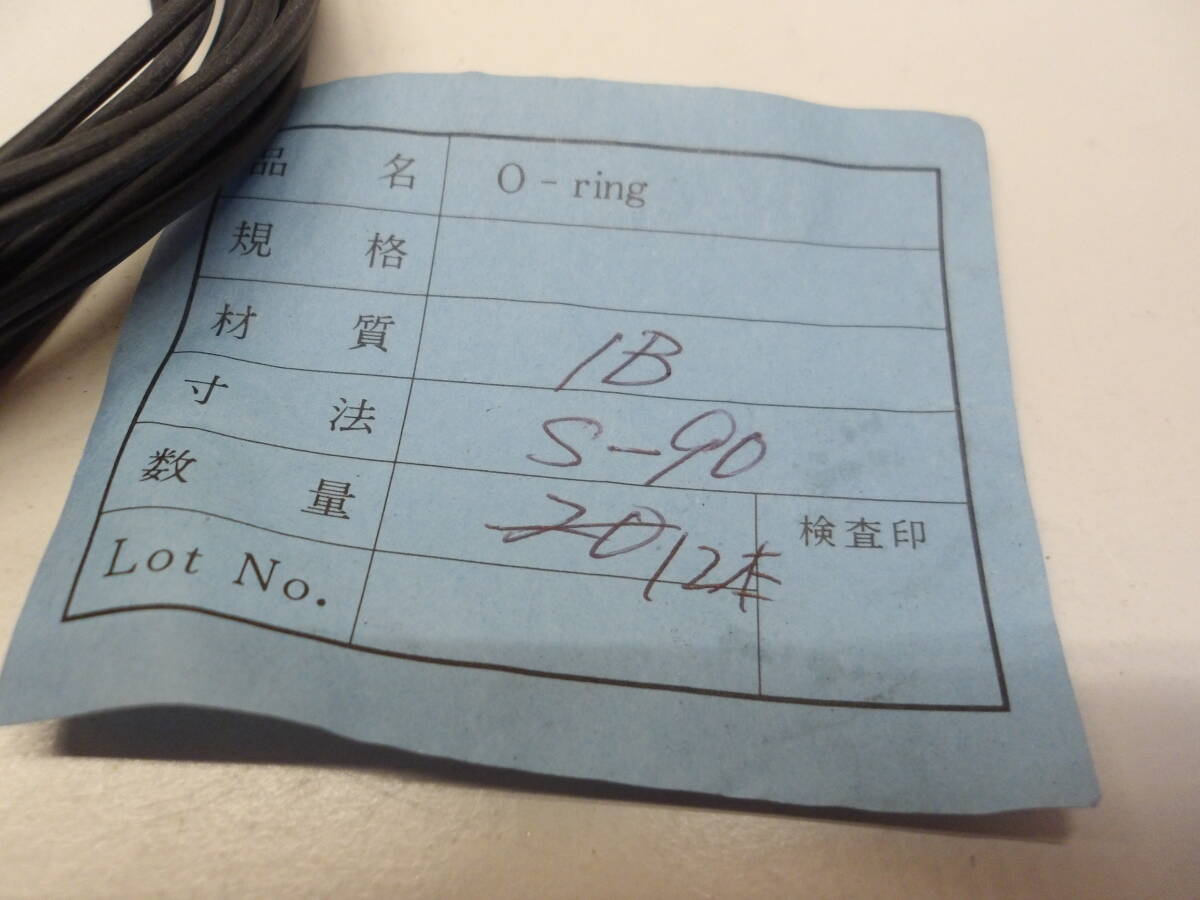 品名 O-ring
規格
材質 1B
寸法 S-90
数量 20 12本 検査印
Lot No.